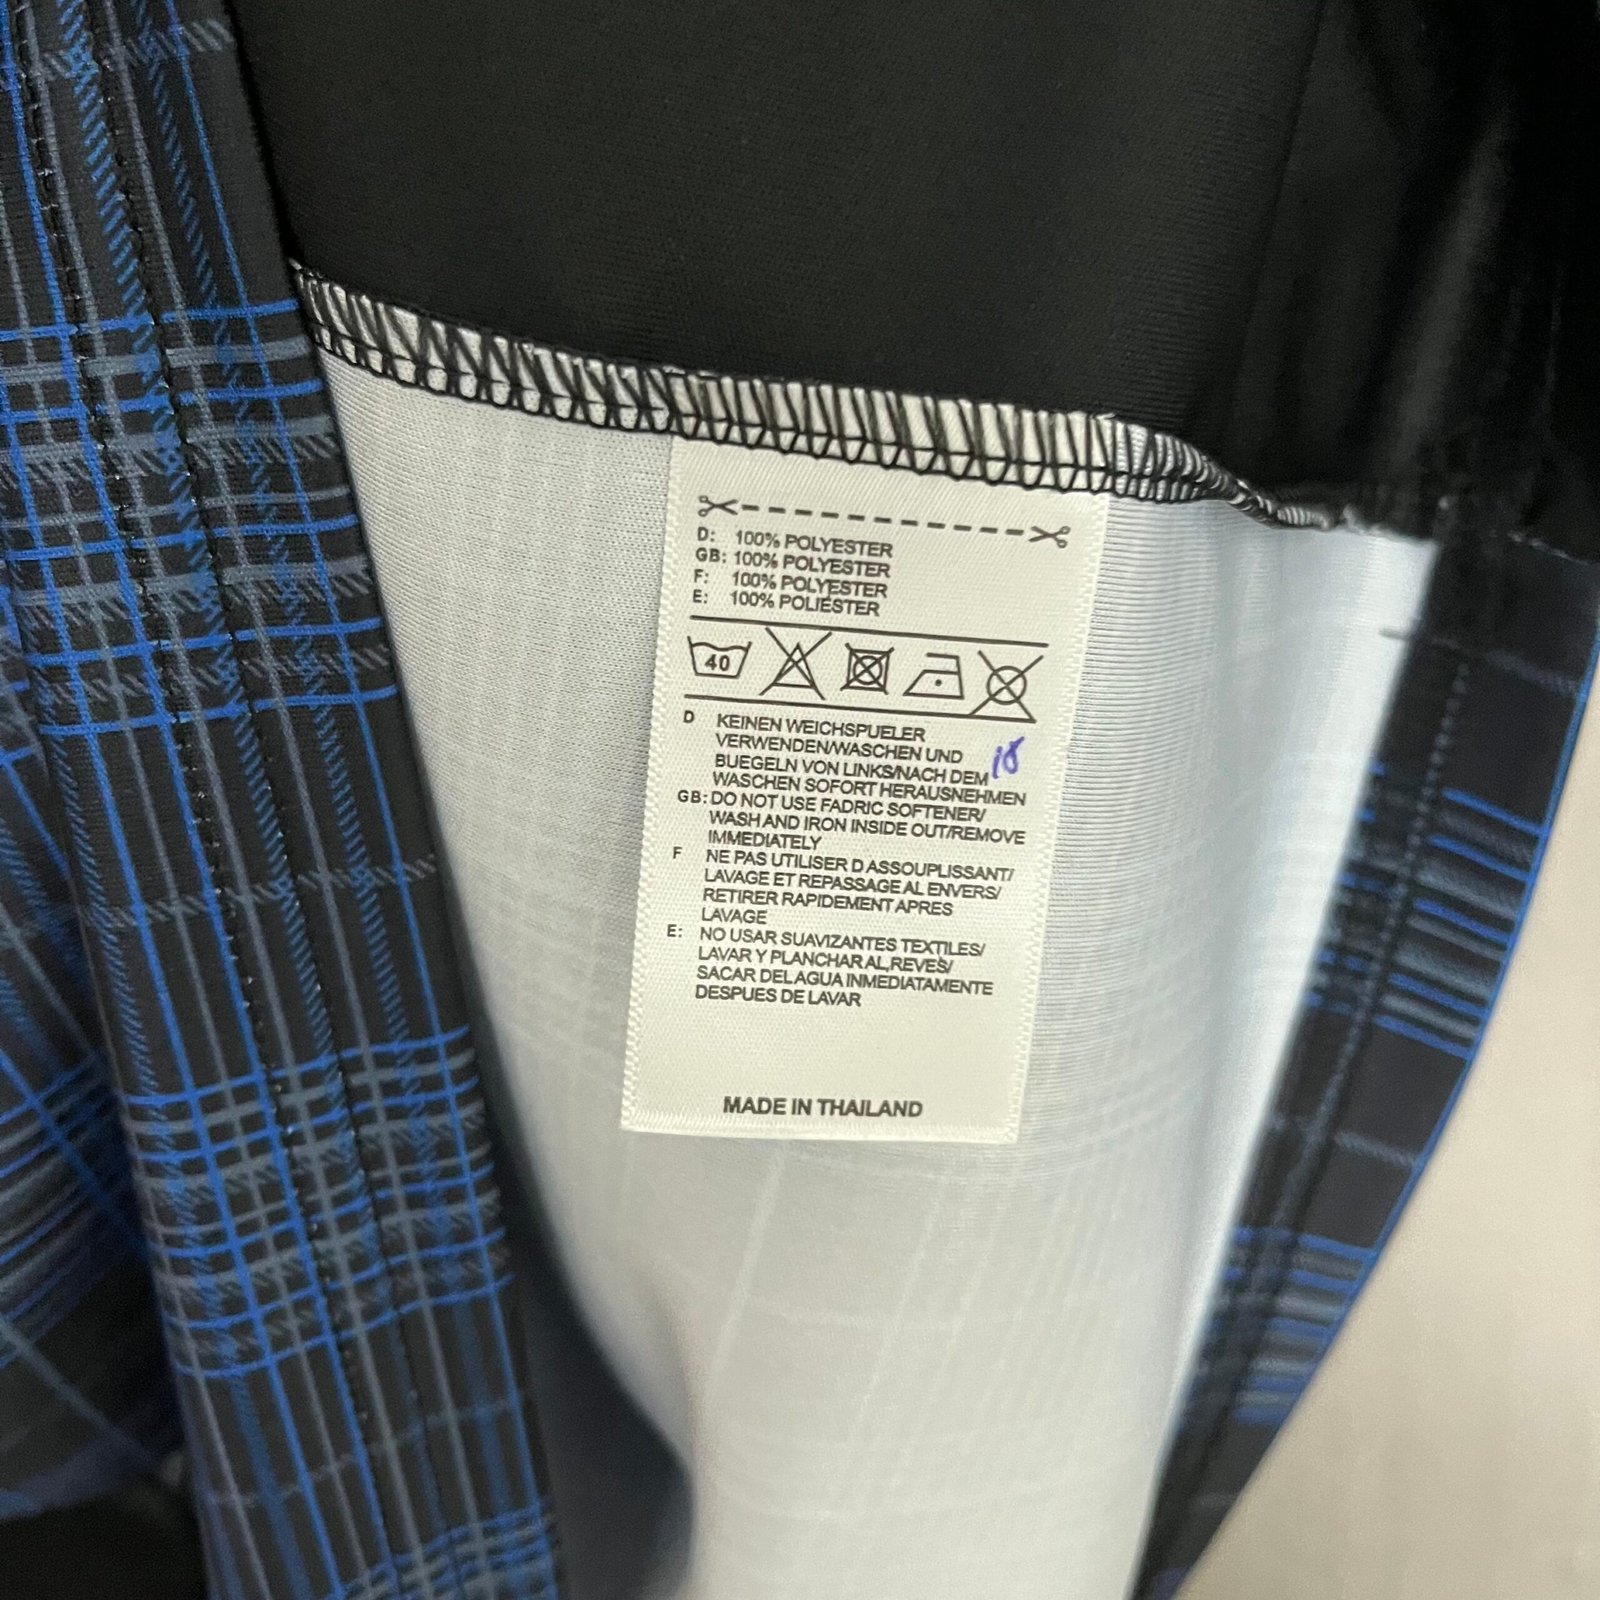 D: 100% POLYESTER
GB: 100% POLYESTER
F: 100% POLYESTER
E: 100% POLIÉSTER
40
D KEINEN WEICHSPUELER
VERWENDEN/WASCHEN UND
BUEGELN VON LINKS/NACH DEM
WASCHEN SOFORT HERAUSNEHMEN
18
GB: DO NOT USE FADRIC SOFTENER/
WASH AND IRON INSIDE OUT/REMOVE
IMMEDIATELY
F NE PAS UTILISER D ASSOUPLISSANT/
LAVAGE ET REPASSAGE AL ENVERS/
RETIRER RAPIDEMENT APRES
LAVAGE
E: NO USAR SUAVIZANTES TEXTILES/
LAVAR Y PLANCHAR AL,REVES/
SACAR DEL AGUA INMEDIATAMENTE
DESPUES DE LAVAR
MADE IN THAILAND